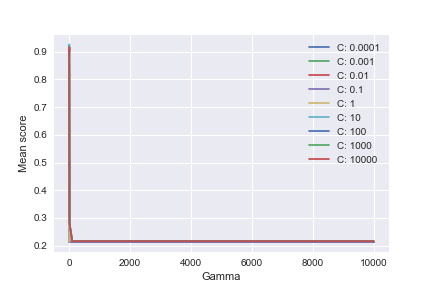 0.9
0.8
0.7
0.6
0.5
0.4
0.3
0.2
Mean score
C: 0.0001
C: 0.001
C: 0.01
C: 0.1
C: 1
C: 10
C: 100
C: 1000
C: 10000
0 2000 4000 6000 8000 10000
Gamma